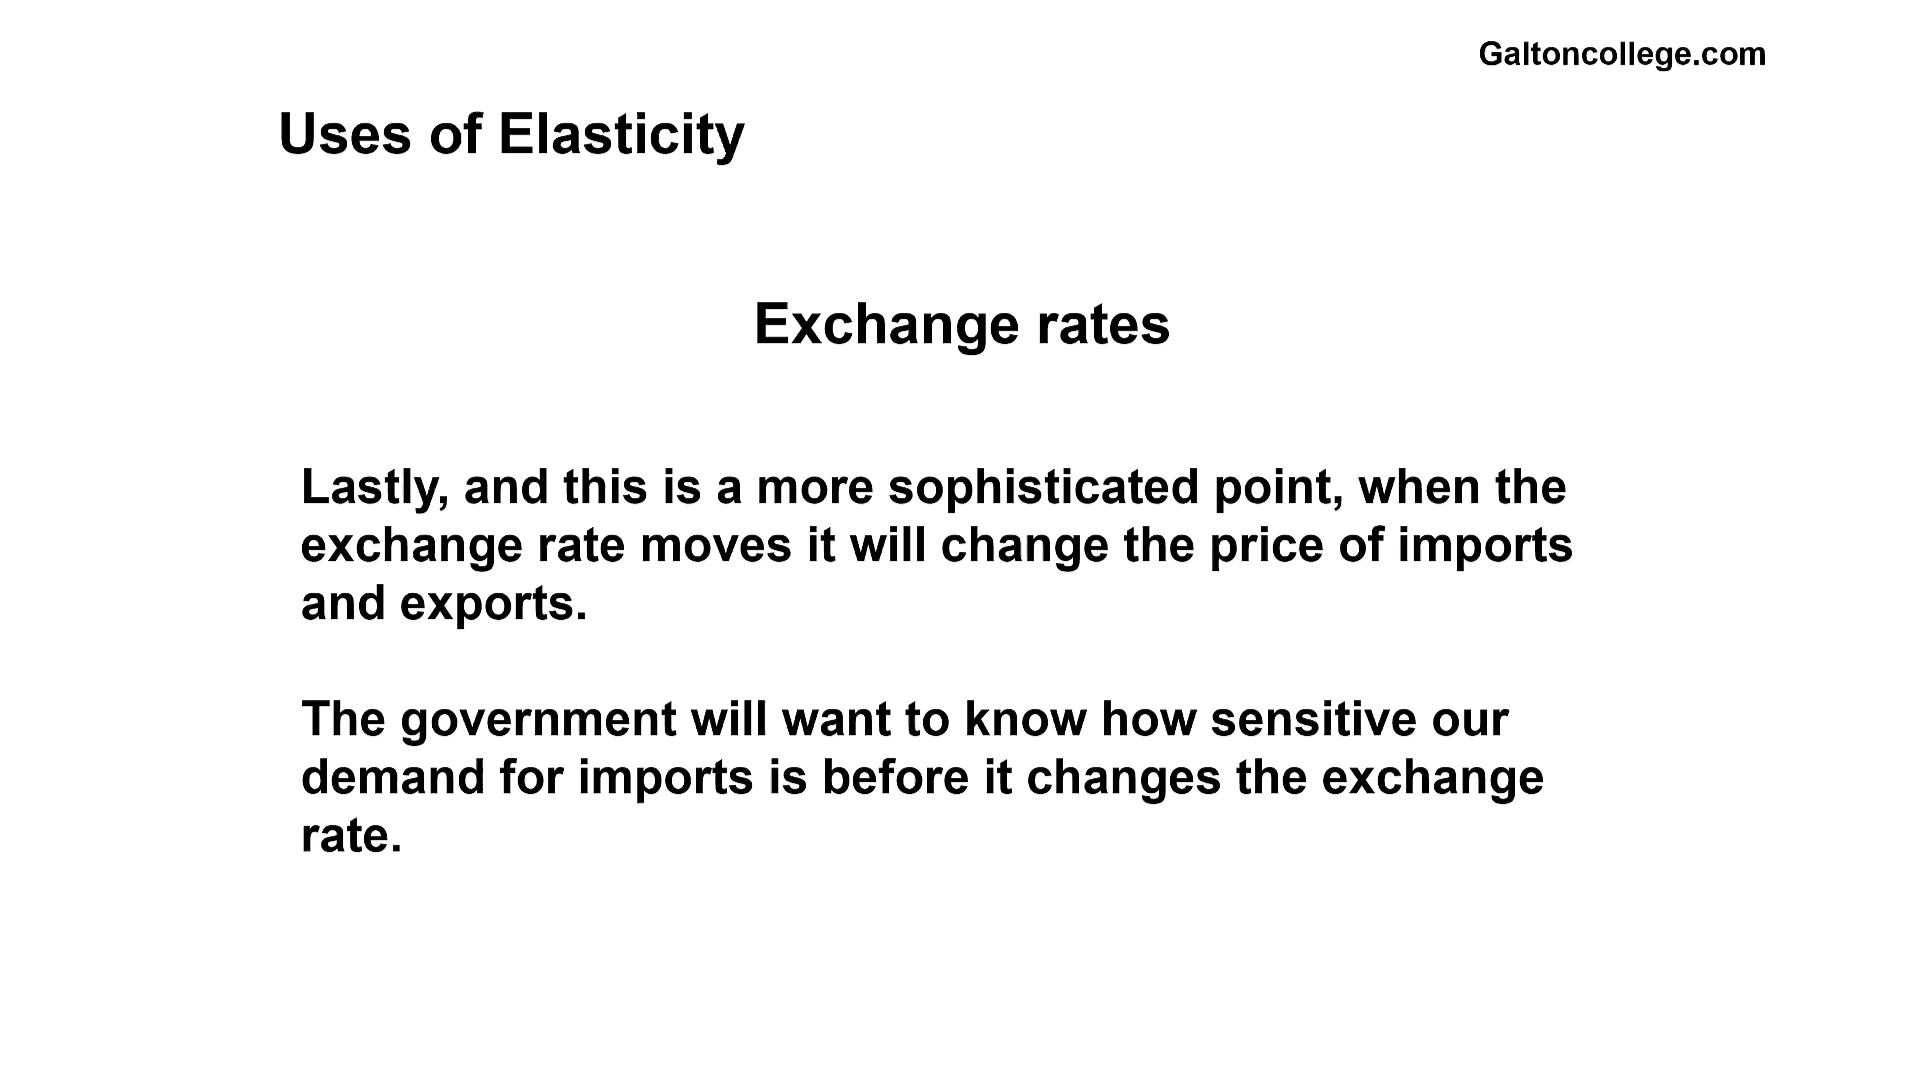 Galtoncollege.com
Uses of Elasticity
Exchange rates
Lastly, and this is a more sophisticated point, when the
exchange rate moves it will change the price of imports
and exports.
The government will want to know how sensitive our
demand for imports is before it changes the exchange
rate.